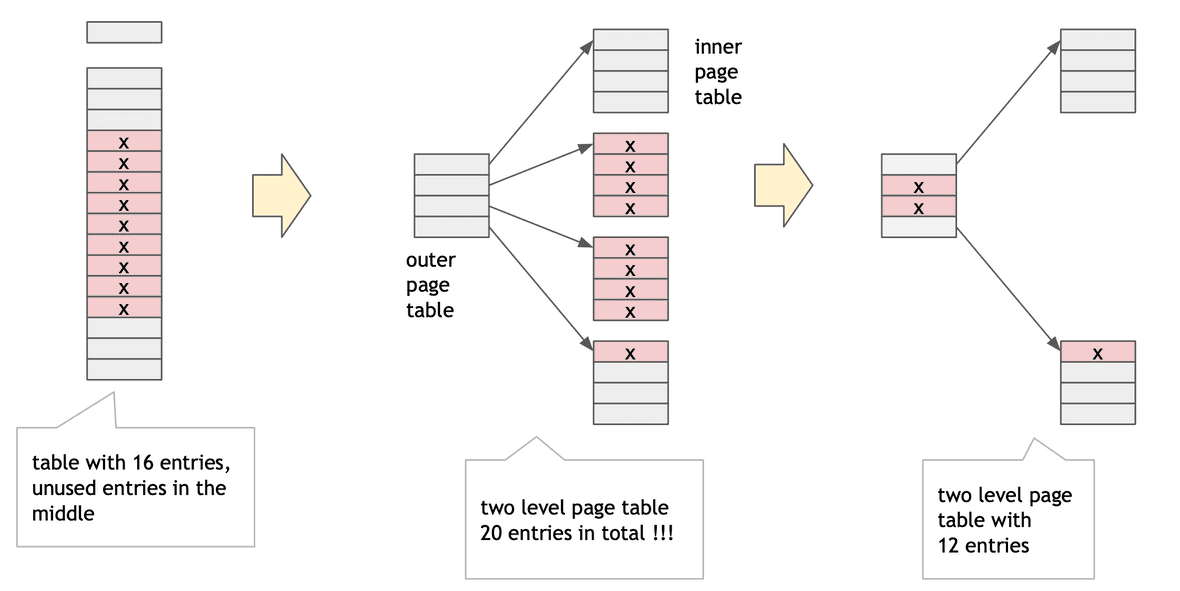 x
x
x
x
x
x
x
x
x
table with 16 entries,
unused entries in the
middle
outer
page
table
inner
page
table
x
x
x
x
x
x
x
x
x
two level page table
20 entries in total !!!
x
x
x
two level page
table with
12 entries